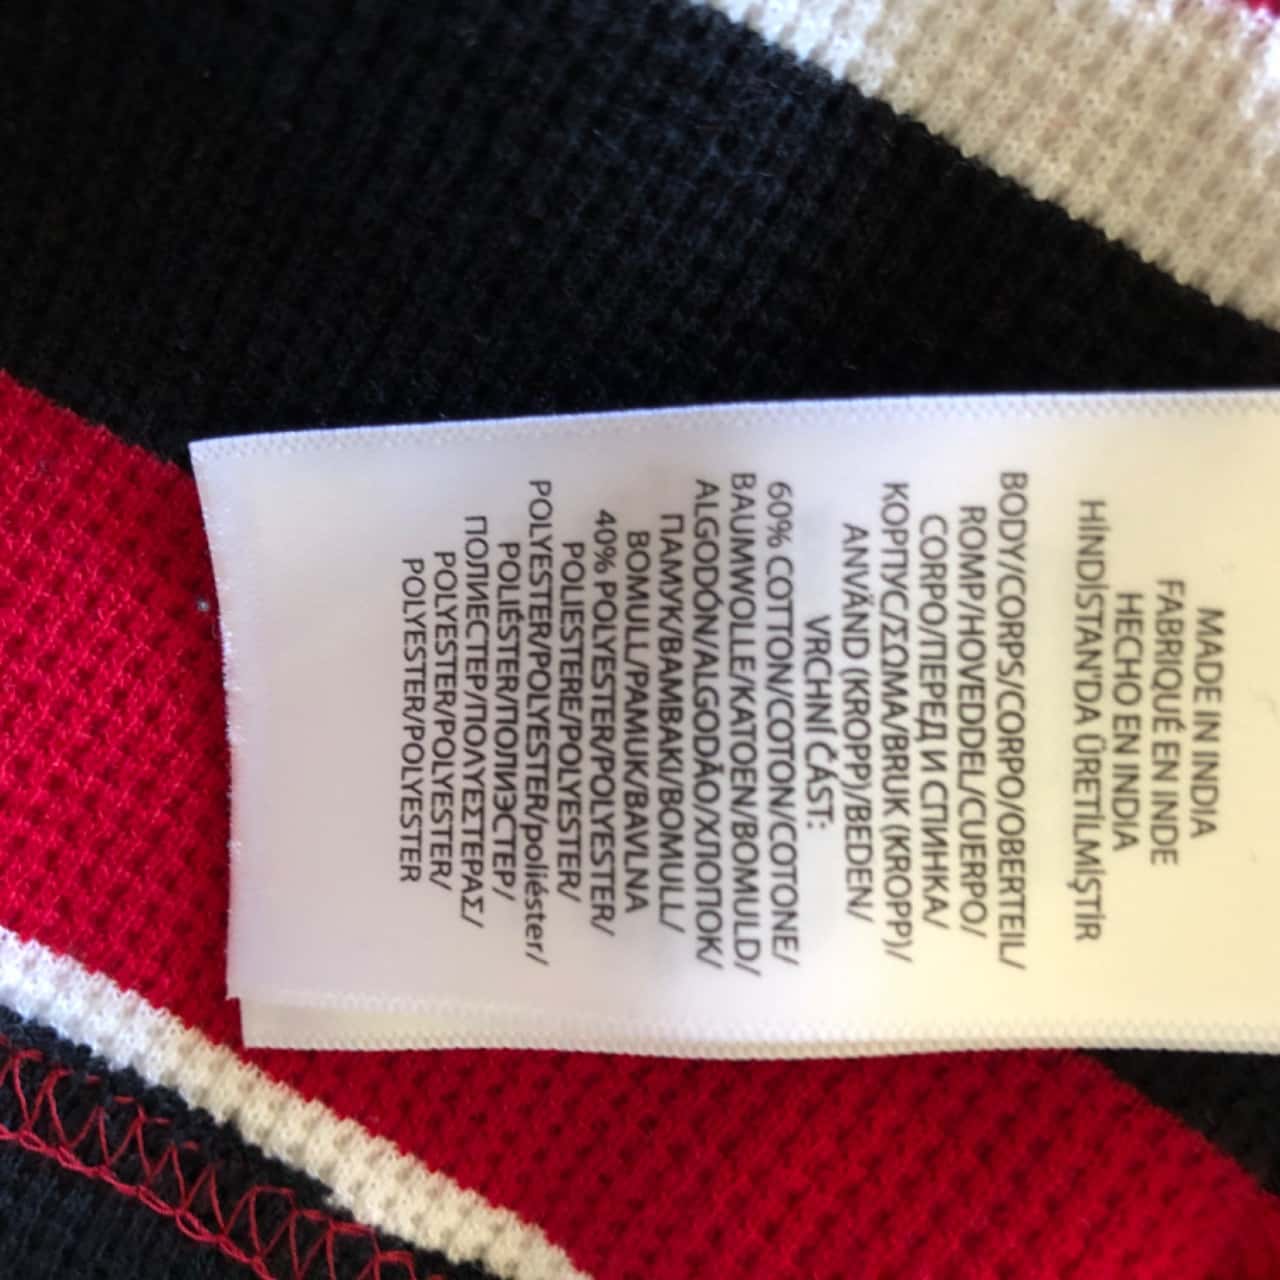 MADE IN INDIA
FABRIQUÉ EN INDE
HECHO EN INDIA
HİNDİSTAN'DA ÜRETİLMİŞTİR
BODY/CORPS/CORPO/OBERTEIL/
ROMP/HOVEDDEL/CUERPO/
CORPO/ПЕРЕД И СПИНКА/
КОРПУС/ΣΩΜΑ/BRUK (KROPP)/
ANVÄND (KROPP)/BEDEN/
VRCHNÍ ČÁST:
60% COTTON/COTON/COTONE/
BAUMWOLLE/KATOEN/BOMULD/
ALGODÓN/ALGODÃO/ХЛОПОК/
ПАМУК/ΒΑΜΒΑΚΙ/BOMULL/
BOMULL/PAMUK/BAVLNA
40% POLYESTER/POLYESTER/
POLIESTERE/POLYESTER/
POLYESTER/POLYESTER/poliéster/
POLIÉSTER/ПОЛИЭСТЕР/
ПОЛИЕСТЕР/ΠΟΛΥΕΣΤΕΡΑΣ/
POLYESTER/POLYESTER/
POLYESTER/POLYESTER